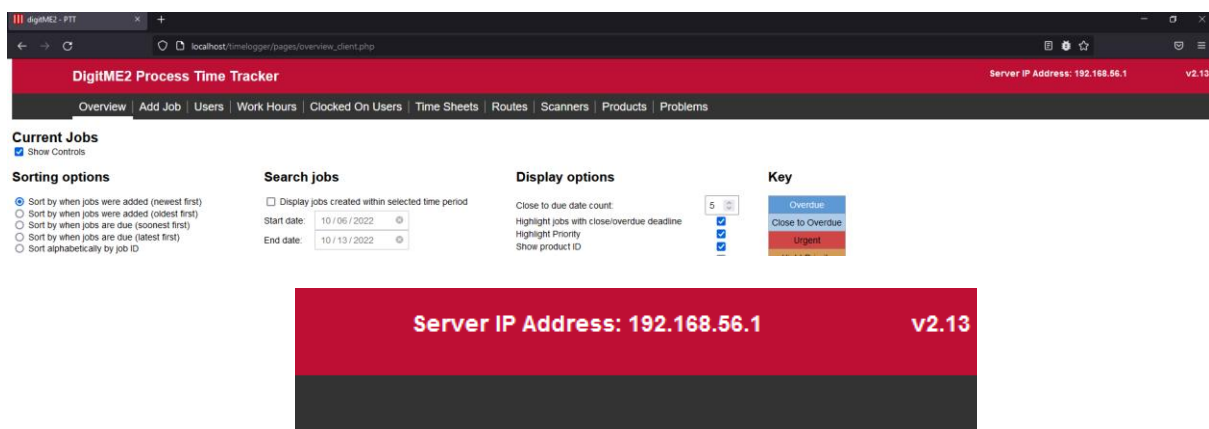 digitME2 - PTT
localhost/timelogger/pages/overview_client.php
DigitME2 Process Time Tracker
Server IP Address: 192.168.56.1
v2.13
Overview | Add Job | Users | Work Hours | Clocked On Users | Time Sheets | Routes | Scanners | Products | Problems
Current Jobs
Show Controls
Sorting options
Sort by when jobs were added (newest first)
Sort by when jobs were added (oldest first)
Sort by when jobs are due (soonest first)
Sort by when jobs are due (latest first)
Sort alphabetically by job ID
Search jobs
Display jobs created within selected time period
Start date: 10/06/2022
End date: 10/13/2022
Display options
Close to due date count: 5
Highlight jobs with close/overdue deadline
Highlight Priority
Show product ID
Key
Overdue
Close to Overdue
Urgent
Server IP Address: 192.168.56.1
v2.13